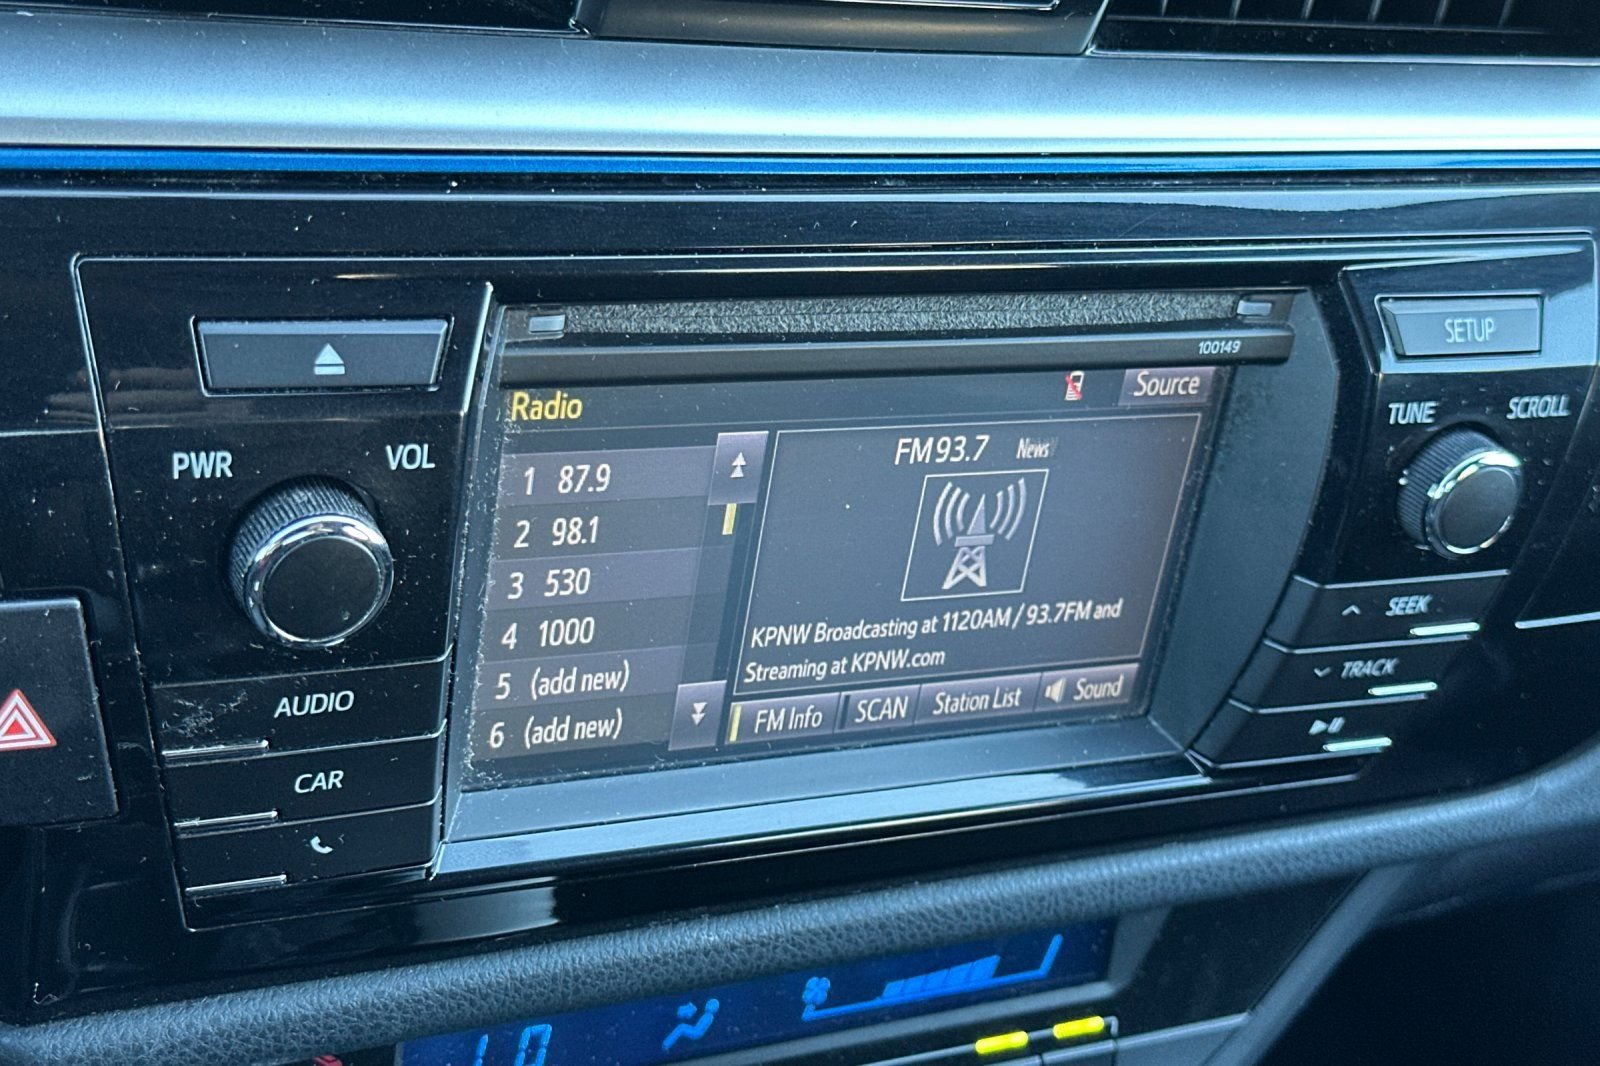 100149
SETUP
Radio
Source
TUNE
SCROLL
PWR
VOL
FM 93.7 News
1 87.9
2 98.1
3 530
4 1000
5 (add new)
6 (add new)
KPNW Broadcasting at 1120AM / 93.7FM and
Streaming at KPNW.com
FM Info
SCAN
Station List
Sound
SEEK
TRACK
AUDIO
CAR